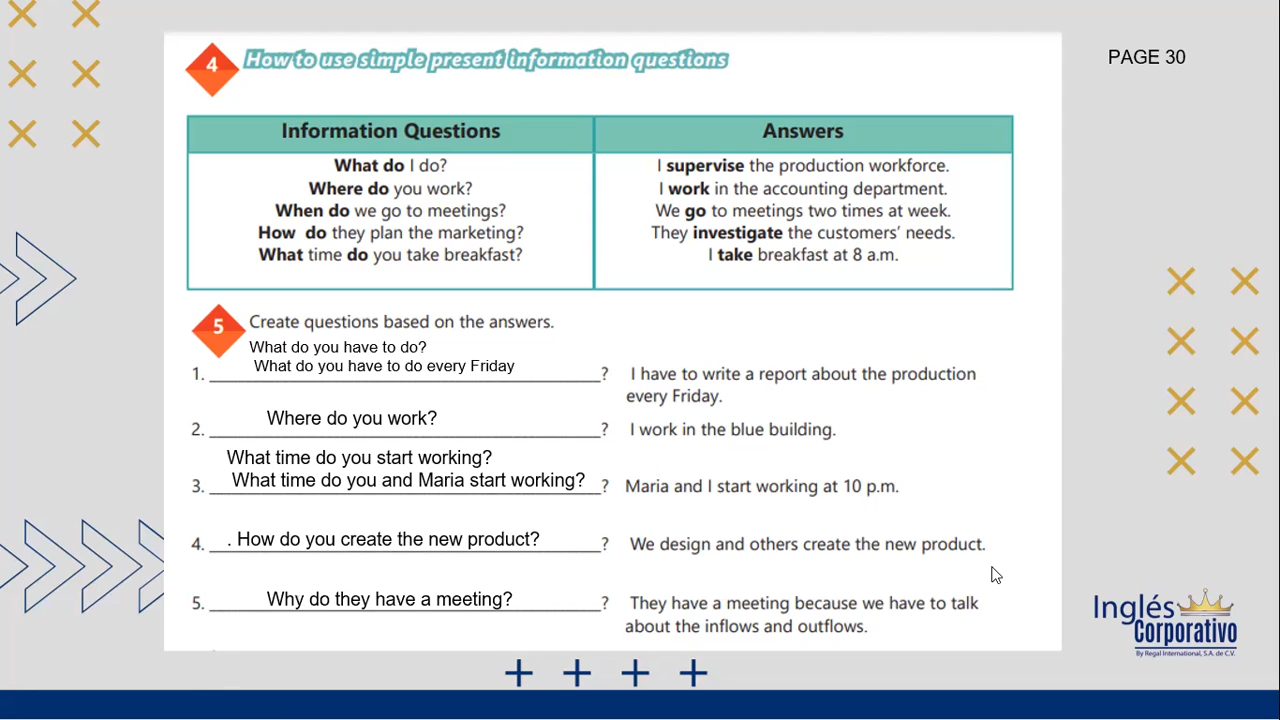 PAGE 30
4 How to use simple present information questions
Information Questions Answers
What do I do? I supervise the production workforce.
Where do you work? I work in the accounting department.
When do we go to meetings? We go to meetings two times at week.
How do they plan the marketing? They investigate the customers' needs.
What time do you take breakfast? I take breakfast at 8 a.m.
5 Create questions based on the answers.
What do you have to do?
What do you have to do every Friday
1. ? I have to write a report about the production
every Friday.
Where do you work?
2. ? I work in the blue building.
What time do you start working?
What time do you and Maria start working?
3. ? Maria and I start working at 10 p.m.
4. . How do you create the new product? ? We design and others create the new product.
Why do they have a meeting?
5. ? They have a meeting because we have to talk
about the inflows and outflows.
Inglés
Corporativo
By Regal International, S.A. de C.V.